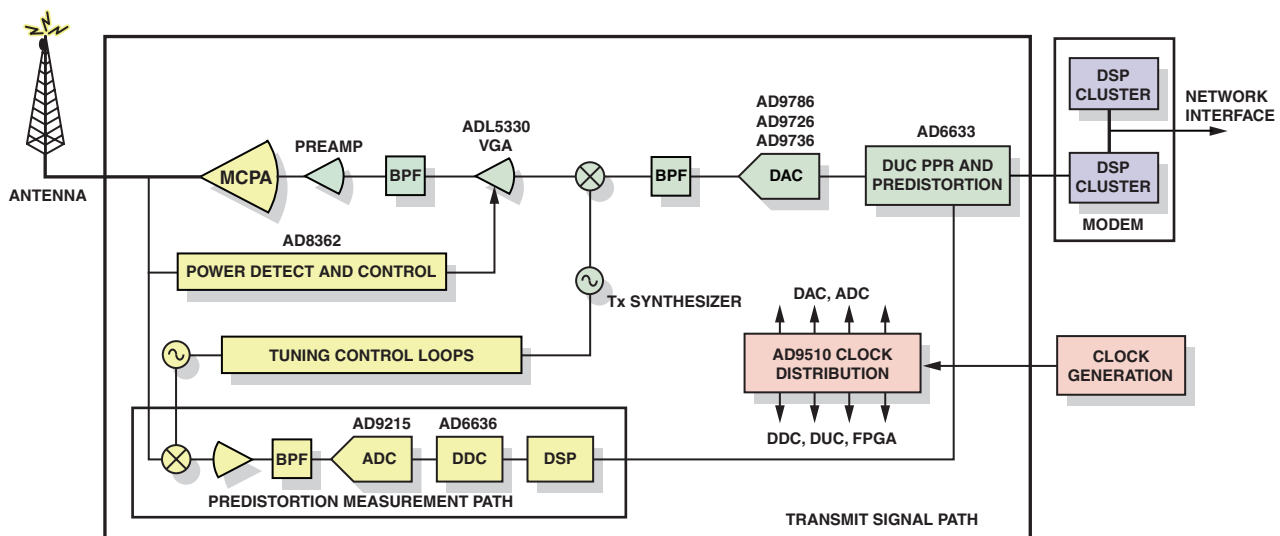 ANTENNA
MCPA
PREAMP
BPF
ADL5330
VGA
BPF
AD9786
AD9726
AD9736
DAC
AD6633
DUC PPR AND
PREDISTORTION
DSP
CLUSTER
DSP
CLUSTER
MODEM
NETWORK
INTERFACE
AD8362
POWER DETECT AND CONTROL
Tx SYNTHESIZER
TUNING CONTROL LOOPS
DAC, ADC
AD9510 CLOCK
DISTRIBUTION
DDC, DUC, FPGA
CLOCK
GENERATION
BPF
AD9215
ADC
AD6636
DDC
DSP
PREDISTORTION MEASUREMENT PATH
TRANSMIT SIGNAL PATH